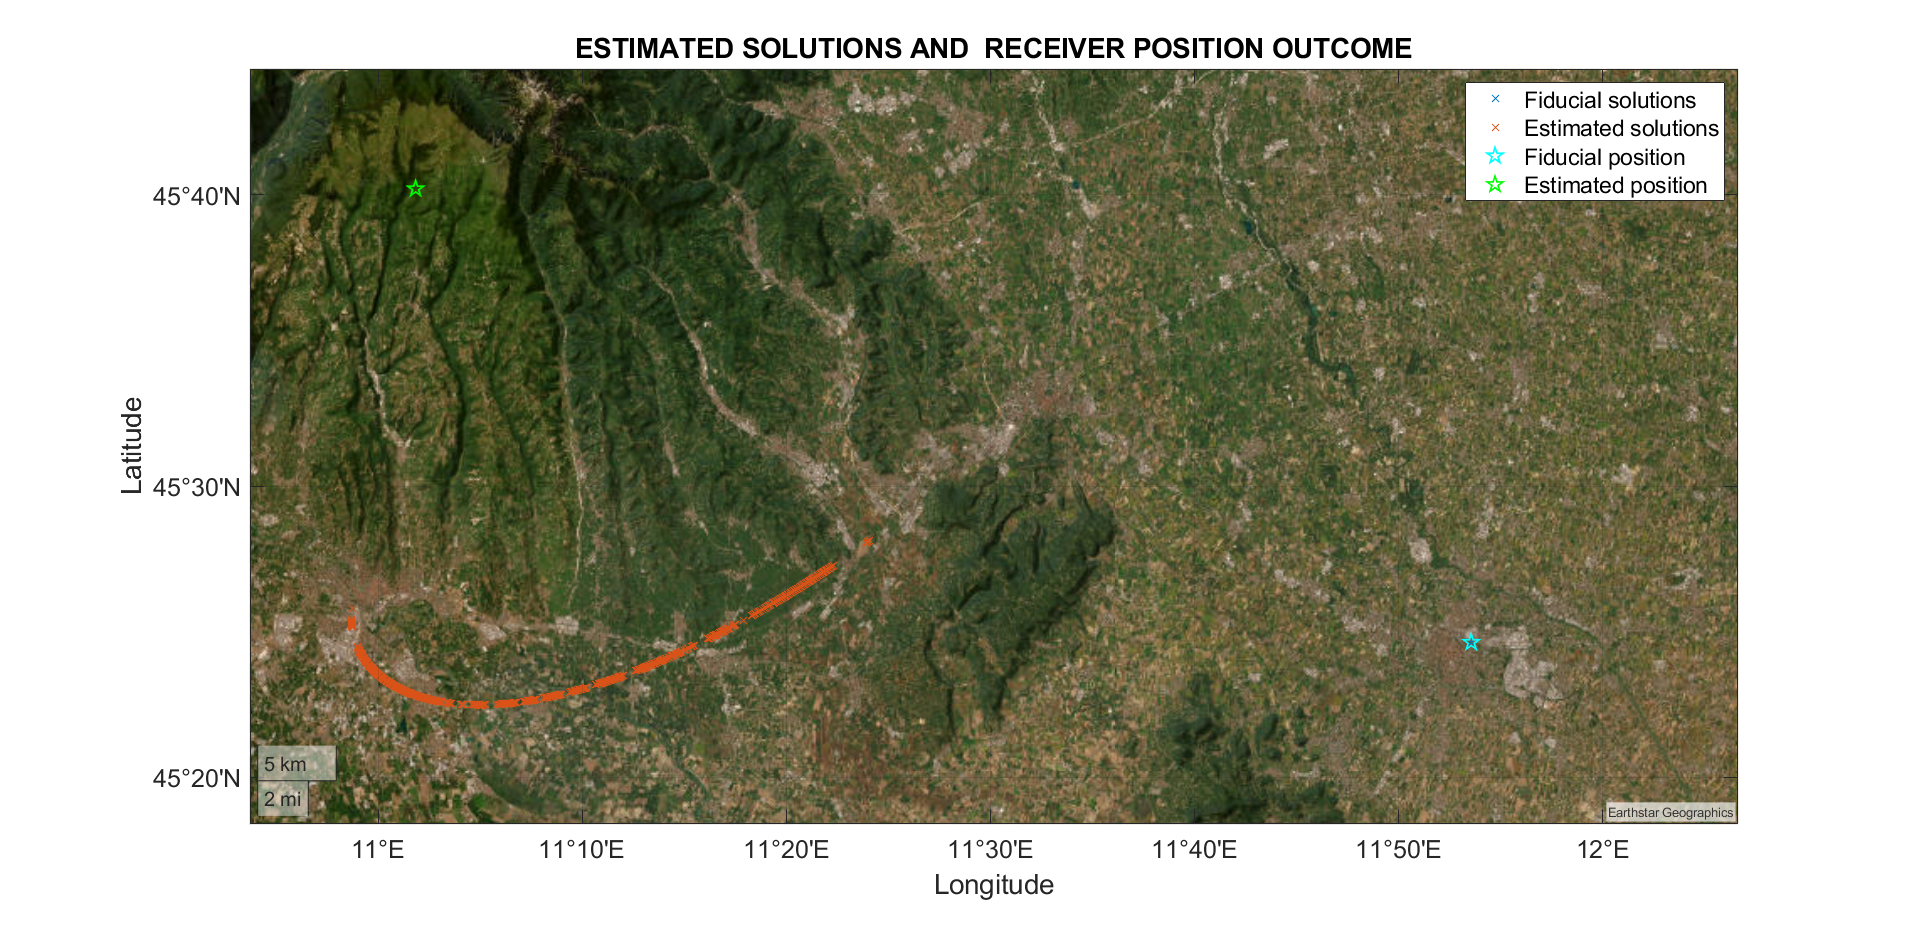 ESTIMATED SOLUTIONS AND  RECEIVER POSITION OUTCOME
Fiducial solutions
Estimated solutions
Fiducial position
Estimated position
45°40'N
45°30'N
45°20'N
Latitude
5 km
2 mi
Earthstar Geographics
11°E
11°10'E
11°20'E
11°30'E
11°40'E
11°50'E
12°E
Longitude